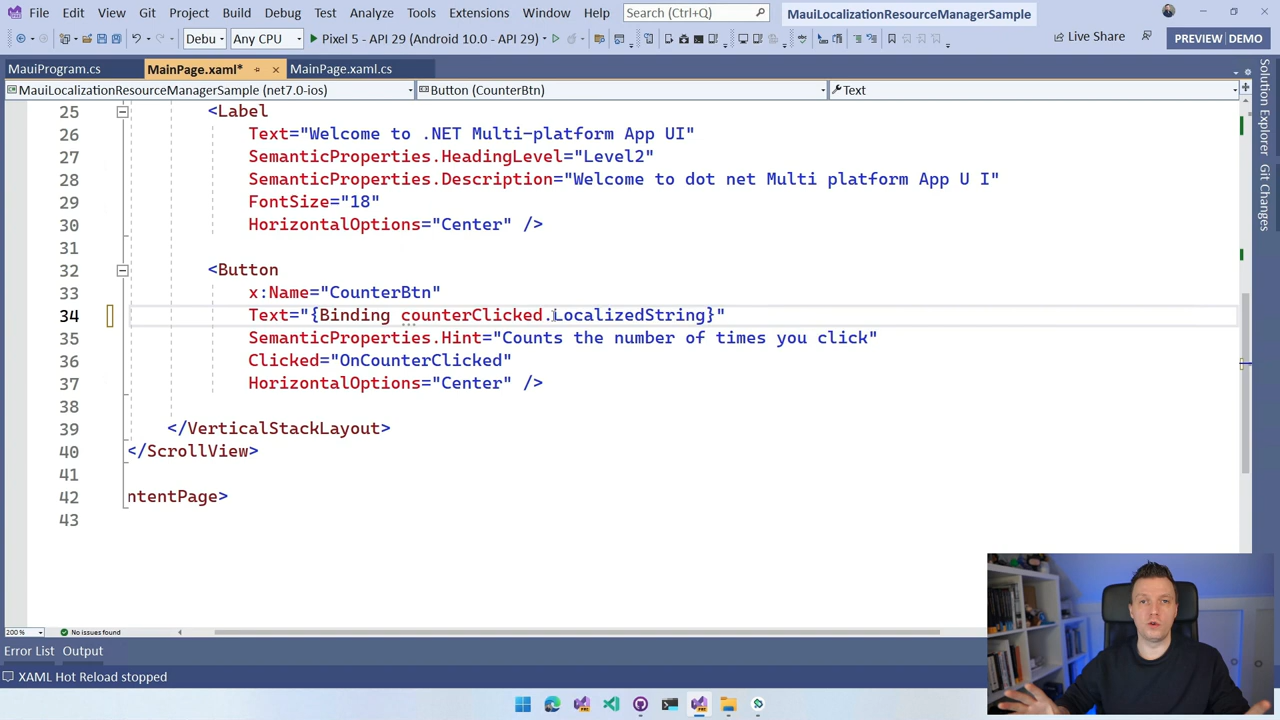 File Edit View Git Project Build Debug Test Analyze Tools Extensions Window Help Search (Ctrl+Q) MauiLocalizationResourceManagerSample
Debu Any CPU Pixel 5 - API 29 (Android 10.0 - API 29) Live Share PREVIEW | DEMO
MauiProgram.cs MainPage.xaml* MainPage.xaml.cs
MauiLocalizationResourceManagerSample (net7.0-ios) Button (CounterBtn) Text
25 <Label
26 Text="Welcome to .NET Multi-platform App UI"
27 SemanticProperties.HeadingLevel="Level2"
28 SemanticProperties.Description="Welcome to dot net Multi platform App U I"
29 FontSize="18"
30 HorizontalOptions="Center" />
31
32 <Button
33 x:Name="CounterBtn"
34 Text="{Binding counterClicked.LocalizedString}"
35 SemanticProperties.Hint="Counts the number of times you click"
36 Clicked="OnCounterClicked"
37 HorizontalOptions="Center" />
38
39 </VerticalStackLayout>
40 </ScrollView>
41
42 ntentPage>
43
Solution Explorer
Git Changes
200 % No issues found
Error List Output
XAML Hot Reload stopped